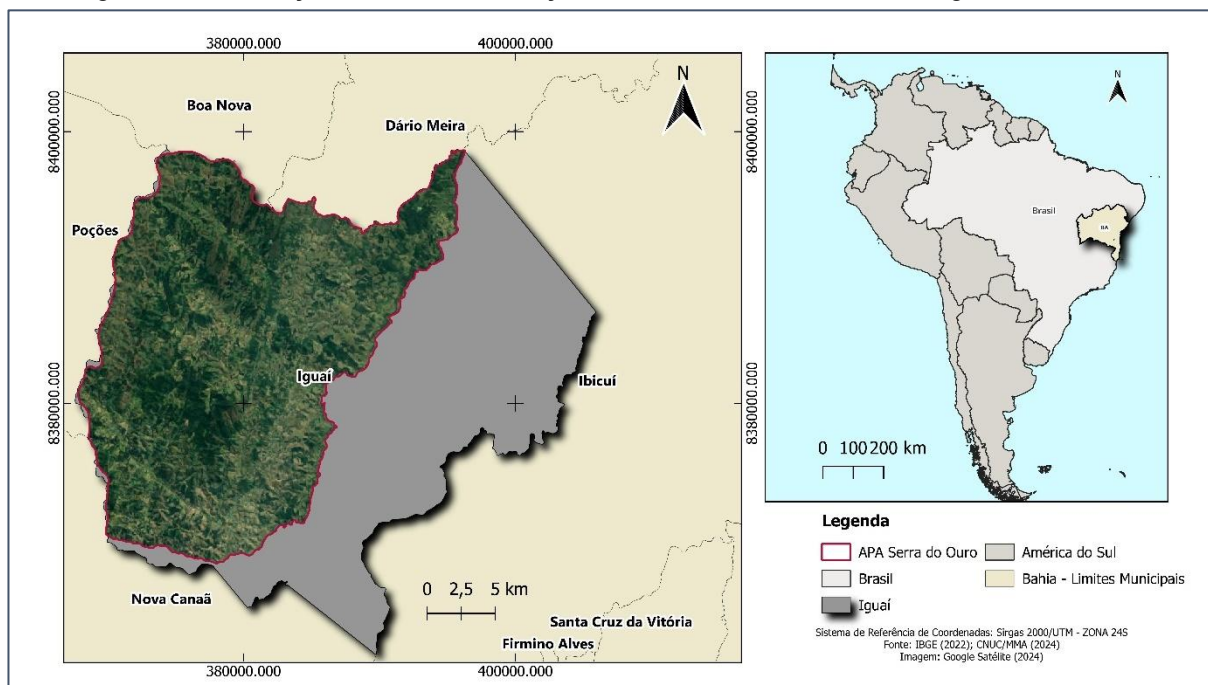 380000.000
400000.000
8400000.000
8380000.000
N
Boa Nova
Dário Meira
Poções
Iguaí
Ibicuí
Nova Canaã
0 2,5 5 km
Santa Cruz da Vitória
Firmino Alves
8400000.000
8380000.000
380000.000
400000.000
N
Brasil
BA
0 100 200 km
Legenda
APA Serra do Ouro
América do Sul
Brasil
Bahia - Limites Municipais
Iguaí
Sistema de Referência de Coordenadas: Sirgas 2000/UTM - ZONA 24S
Fonte: IBGE (2022); CNUC/MMA (2024)
Imagem: Google Satélite (2024)